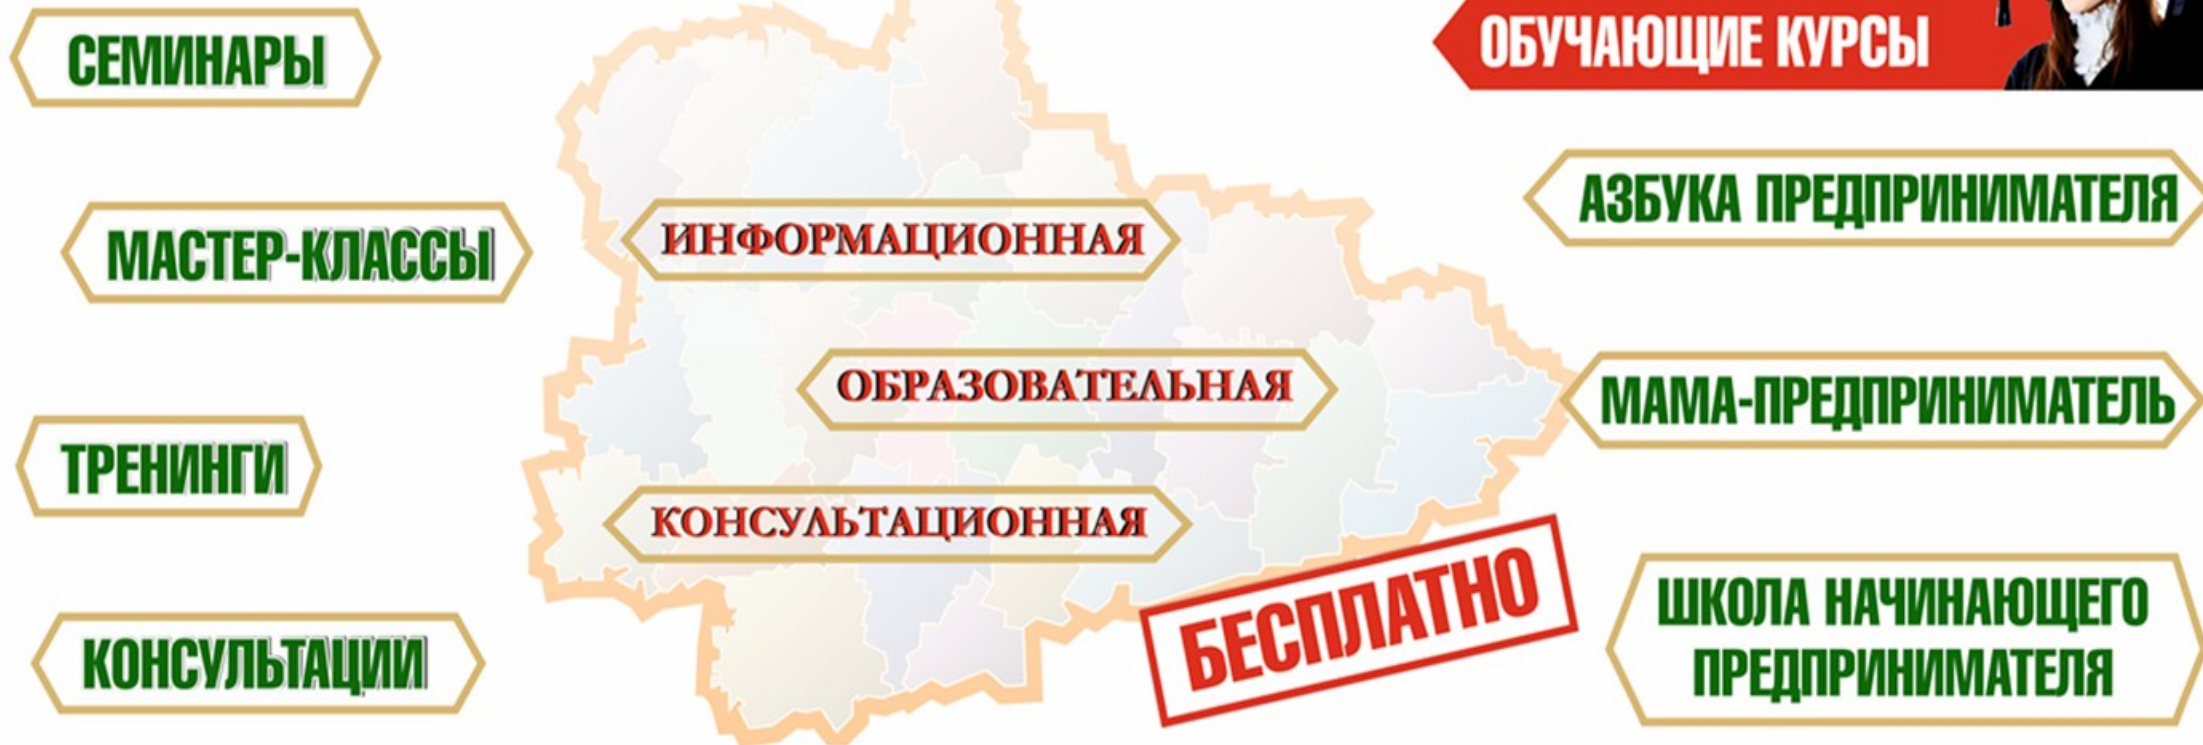 СЕМИНАРЫ
МАСТЕР-КЛАССЫ
ТРЕНИНГИ
КОНСУЛЬТАЦИИ
ИНФОРМАЦИОННАЯ
ОБРАЗОВАТЕЛЬНАЯ
КОНСУЛЬТАЦИОННАЯ
БЕСПЛАТНО
ОБУЧАЮЩИЕ КУРСЫ
АЗБУКА ПРЕДПРИНИМАТЕЛЯ
МАМА-ПРЕДПРИНИМАТЕЛЬ
ШКОЛА НАЧИНАЮЩЕГО
ПРЕДПРИНИМАТЕЛЯ